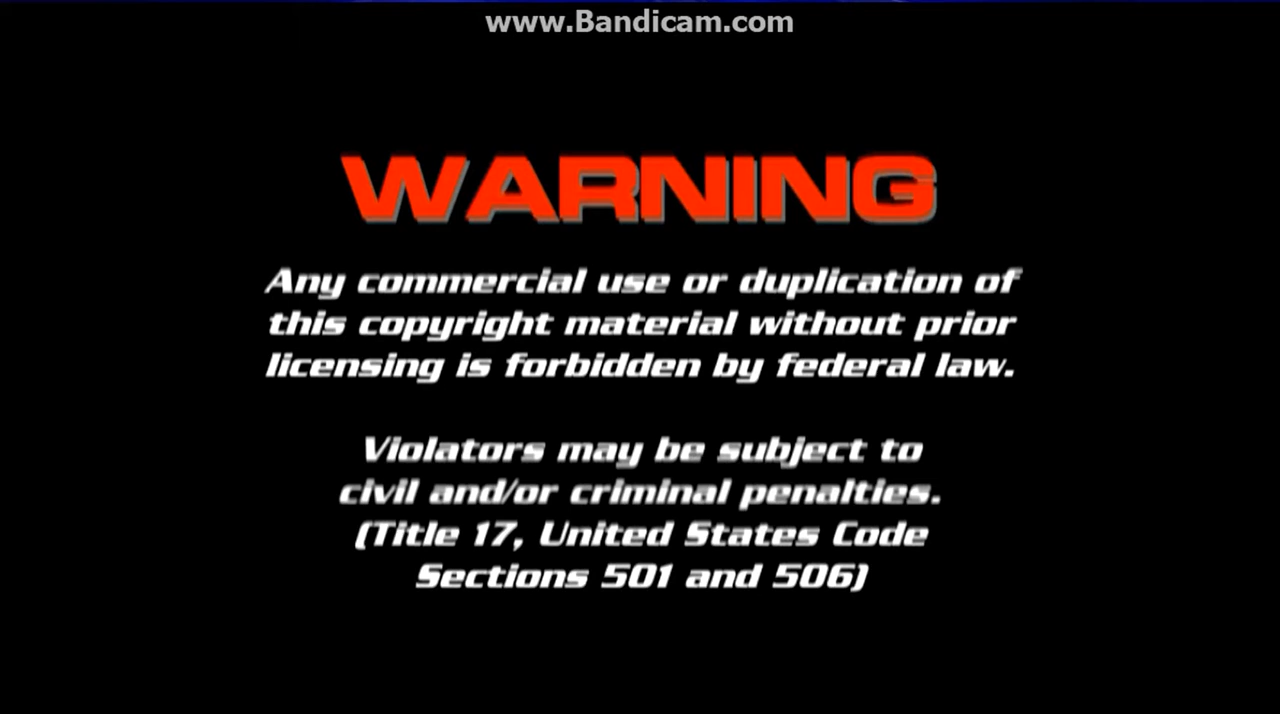 www.Bandicam.com
WARNING
Any commercial use or duplication of
this copyright material without prior
licensing is forbidden by federal law.
Violators may be subject to
civil and/or criminal penalties.
(Title 17, United States Code
Sections 501 and 506)